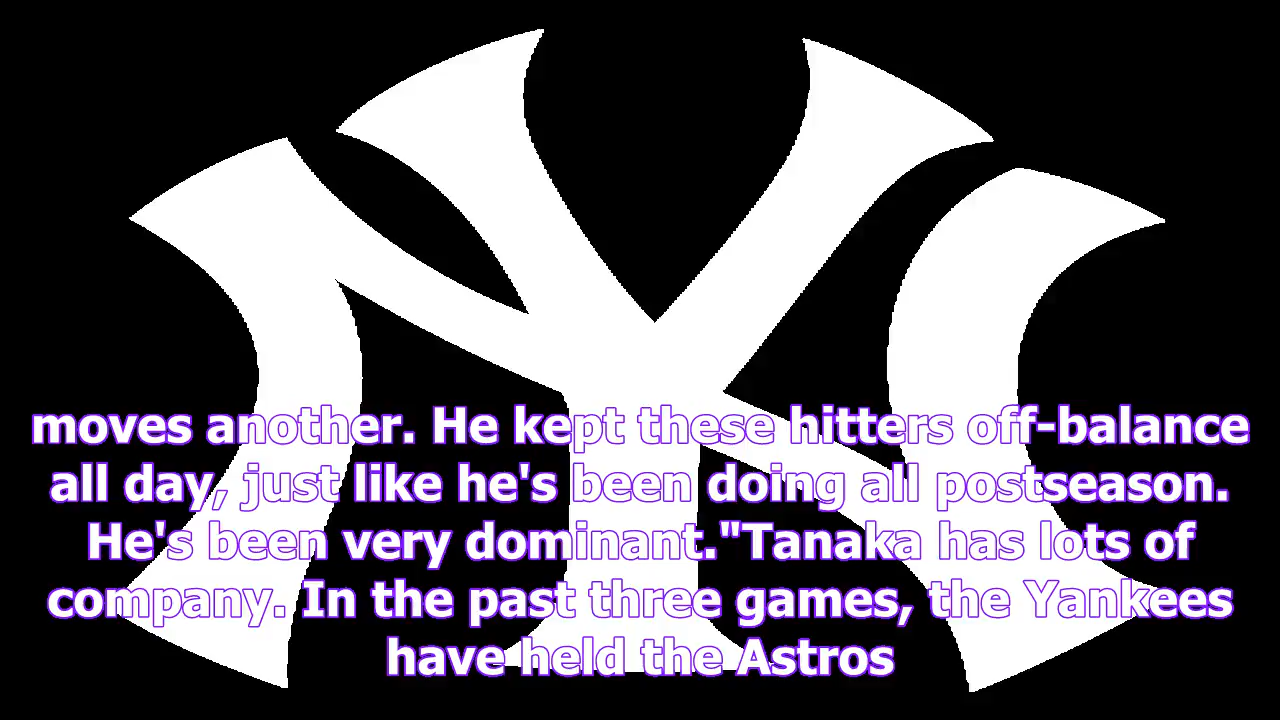 moves another. He kept these hitters off-balance
all day, just like he's been doing all postseason.
He's been very dominant."Tanaka has lots of
company. In the past three games, the Yankees
have held the Astros